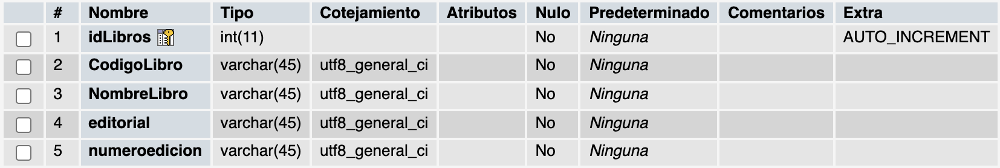 # Nombre Tipo Cotejamiento Atributos Nulo Predeterminado Comentarios Extra
1 idLibros int(11) No Ninguna AUTO_INCREMENT
2 CodigoLibro varchar(45) utf8_general_ci No Ninguna
3 NombreLibro varchar(45) utf8_general_ci No Ninguna
4 editorial varchar(45) utf8_general_ci No Ninguna
5 numeroedicion varchar(45) utf8_general_ci No Ninguna